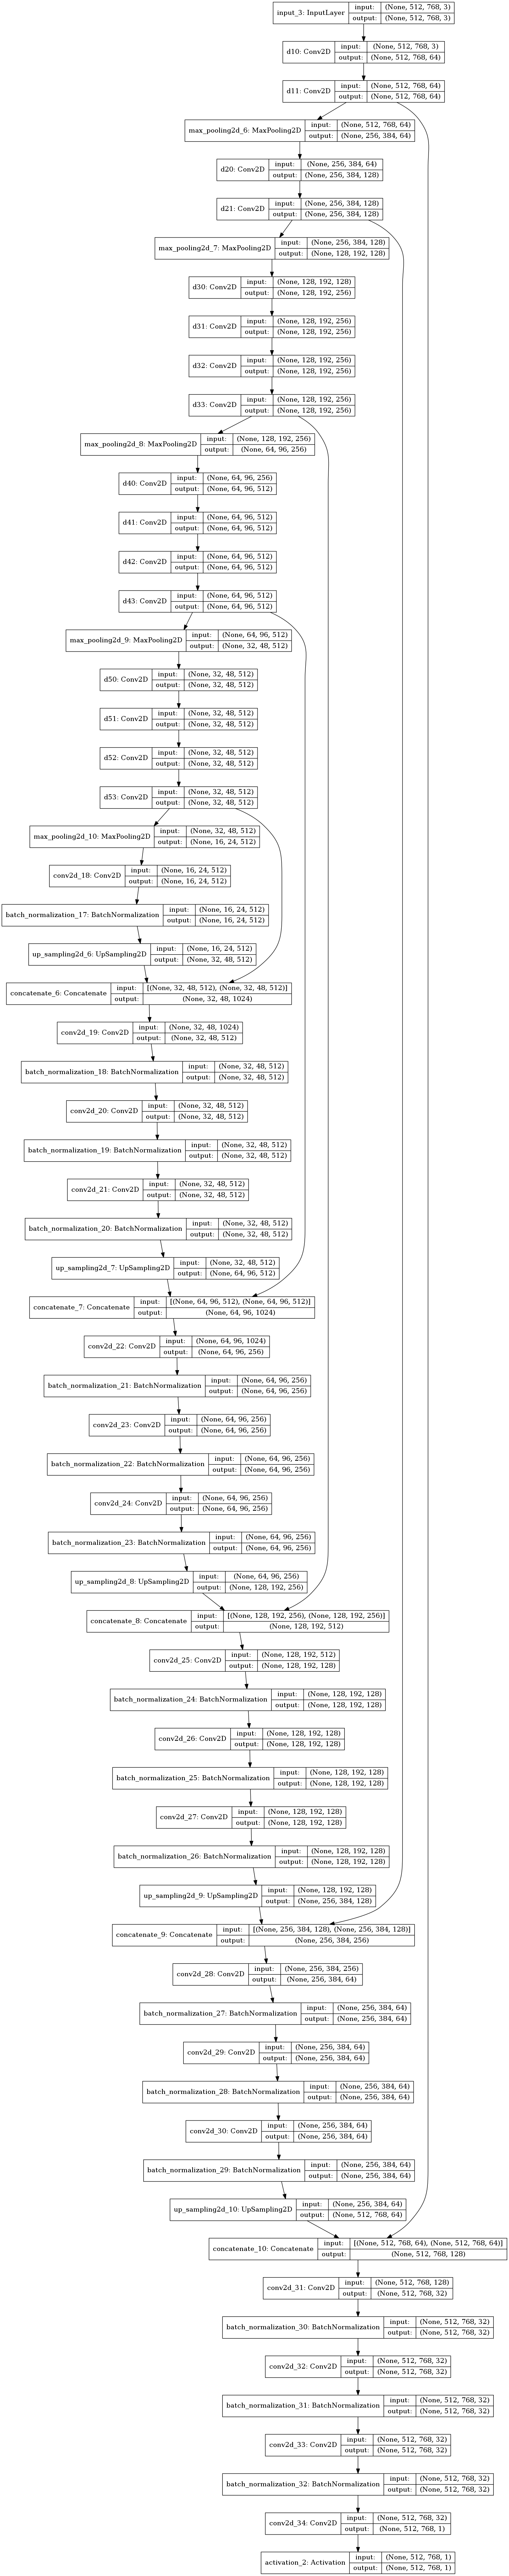 input_3: InputLayer
input: (None, 512, 768, 3)
output: (None, 512, 768, 3)
d10: Conv2D
input: (None, 512, 768, 3)
output: (None, 512, 768, 64)
d11: Conv2D
input: (None, 512, 768, 64)
output: (None, 512, 768, 64)
max_pooling2d_6: MaxPooling2D
input: (None, 512, 768, 64)
output: (None, 256, 384, 64)
d20: Conv2D
input: (None, 256, 384, 64)
output: (None, 256, 384, 128)
d21: Conv2D
input: (None, 256, 384, 128)
output: (None, 256, 384, 128)
max_pooling2d_7: MaxPooling2D
input: (None, 256, 384, 128)
output: (None, 128, 192, 128)
d30: Conv2D
input: (None, 128, 192, 128)
output: (None, 128, 192, 256)
d31: Conv2D
input: (None, 128, 192, 256)
output: (None, 128, 192, 256)
d32: Conv2D
input: (None, 128, 192, 256)
output: (None, 128, 192, 256)
d33: Conv2D
input: (None, 128, 192, 256)
output: (None, 128, 192, 256)
max_pooling2d_8: MaxPooling2D
input: (None, 128, 192, 256)
output: (None, 64, 96, 256)
d40: Conv2D
input: (None, 64, 96, 256)
output: (None, 64, 96, 512)
d41: Conv2D
input: (None, 64, 96, 512)
output: (None, 64, 96, 512)
d42: Conv2D
input: (None, 64, 96, 512)
output: (None, 64, 96, 512)
d43: Conv2D
input: (None, 64, 96, 512)
output: (None, 64, 96, 512)
max_pooling2d_9: MaxPooling2D
input: (None, 64, 96, 512)
output: (None, 32, 48, 512)
d50: Conv2D
input: (None, 32, 48, 512)
output: (None, 32, 48, 512)
d51: Conv2D
input: (None, 32, 48, 512)
output: (None, 32, 48, 512)
d52: Conv2D
input: (None, 32, 48, 512)
output: (None, 32, 48, 512)
d53: Conv2D
input: (None, 32, 48, 512)
output: (None, 32, 48, 512)
max_pooling2d_10: MaxPooling2D
input: (None, 32, 48, 512)
output: (None, 16, 24, 512)
conv2d_18: Conv2D
input: (None, 16, 24, 512)
output: (None, 16, 24, 512)
batch_normalization_17: BatchNormalization
input: (None, 16, 24, 512)
output: (None, 16, 24, 512)
up_sampling2d_6: UpSampling2D
input: (None, 16, 24, 512)
output: (None, 32, 48, 512)
concatenate_6: Concatenate
input: [(None, 32, 48, 512), (None, 32, 48, 512)]
output: (None, 32, 48, 1024)
conv2d_19: Conv2D
input: (None, 32, 48, 1024)
output: (None, 32, 48, 512)
batch_normalization_18: BatchNormalization
input: (None, 32, 48, 512)
output: (None, 32, 48, 512)
conv2d_20: Conv2D
input: (None, 32, 48, 512)
output: (None, 32, 48, 512)
batch_normalization_19: BatchNormalization
input: (None, 32, 48, 512)
output: (None, 32, 48, 512)
conv2d_21: Conv2D
input: (None, 32, 48, 512)
output: (None, 32, 48, 512)
batch_normalization_20: BatchNormalization
input: (None, 32, 48, 512)
output: (None, 32, 48, 512)
up_sampling2d_7: UpSampling2D
input: (None, 32, 48, 512)
output: (None, 64, 96, 512)
concatenate_7: Concatenate
input: [(None, 64, 96, 512), (None, 64, 96, 512)]
output: (None, 64, 96, 1024)
conv2d_22: Conv2D
input: (None, 64, 96, 1024)
output: (None, 64, 96, 256)
batch_normalization_21: BatchNormalization
input: (None, 64, 96, 256)
output: (None, 64, 96, 256)
conv2d_23: Conv2D
input: (None, 64, 96, 256)
output: (None, 64, 96, 256)
batch_normalization_22: BatchNormalization
input: (None, 64, 96, 256)
output: (None, 64, 96, 256)
conv2d_24: Conv2D
input: (None, 64, 96, 256)
output: (None, 64, 96, 256)
batch_normalization_23: BatchNormalization
input: (None, 64, 96, 256)
output: (None, 64, 96, 256)
up_sampling2d_8: UpSampling2D
input: (None, 64, 96, 256)
output: (None, 128, 192, 256)
concatenate_8: Concatenate
input: [(None, 128, 192, 256), (None, 128, 192, 256)]
output: (None, 128, 192, 512)
conv2d_25: Conv2D
input: (None, 128, 192, 512)
output: (None, 128, 192, 128)
batch_normalization_24: BatchNormalization
input: (None, 128, 192, 128)
output: (None, 128, 192, 128)
conv2d_26: Conv2D
input: (None, 128, 192, 128)
output: (None, 128, 192, 128)
batch_normalization_25: BatchNormalization
input: (None, 128, 192, 128)
output: (None, 128, 192, 128)
conv2d_27: Conv2D
input: (None, 128, 192, 128)
output: (None, 128, 192, 128)
batch_normalization_26: BatchNormalization
input: (None, 128, 192, 128)
output: (None, 128, 192, 128)
up_sampling2d_9: UpSampling2D
input: (None, 128, 192, 128)
output: (None, 256, 384, 128)
concatenate_9: Concatenate
input: [(None, 256, 384, 128), (None, 256, 384, 128)]
output: (None, 256, 384, 256)
conv2d_28: Conv2D
input: (None, 256, 384, 256)
output: (None, 256, 384, 64)
batch_normalization_27: BatchNormalization
input: (None, 256, 384, 64)
output: (None, 256, 384, 64)
conv2d_29: Conv2D
input: (None, 256, 384, 64)
output: (None, 256, 384, 64)
batch_normalization_28: BatchNormalization
input: (None, 256, 384, 64)
output: (None, 256, 384, 64)
conv2d_30: Conv2D
input: (None, 256, 384, 64)
output: (None, 256, 384, 64)
batch_normalization_29: BatchNormalization
input: (None, 256, 384, 64)
output: (None, 256, 384, 64)
up_sampling2d_10: UpSampling2D
input: (None, 256, 384, 64)
output: (None, 512, 768, 64)
concatenate_10: Concatenate
input: [(None, 512, 768, 64), (None, 512, 768, 64)]
output: (None, 512, 768, 128)
conv2d_31: Conv2D
input: (None, 512, 768, 128)
output: (None, 512, 768, 32)
batch_normalization_30: BatchNormalization
input: (None, 512, 768, 32)
output: (None, 512, 768, 32)
conv2d_32: Conv2D
input: (None, 512, 768, 32)
output: (None, 512, 768, 32)
batch_normalization_31: BatchNormalization
input: (None, 512, 768, 32)
output: (None, 512, 768, 32)
conv2d_33: Conv2D
input: (None, 512, 768, 32)
output: (None, 512, 768, 32)
batch_normalization_32: BatchNormalization
input: (None, 512, 768, 32)
output: (None, 512, 768, 32)
conv2d_34: Conv2D
input: (None, 512, 768, 32)
output: (None, 512, 768, 1)
activation_2: Activation
input: (None, 512, 768, 1)
output: (None, 512, 768, 1)